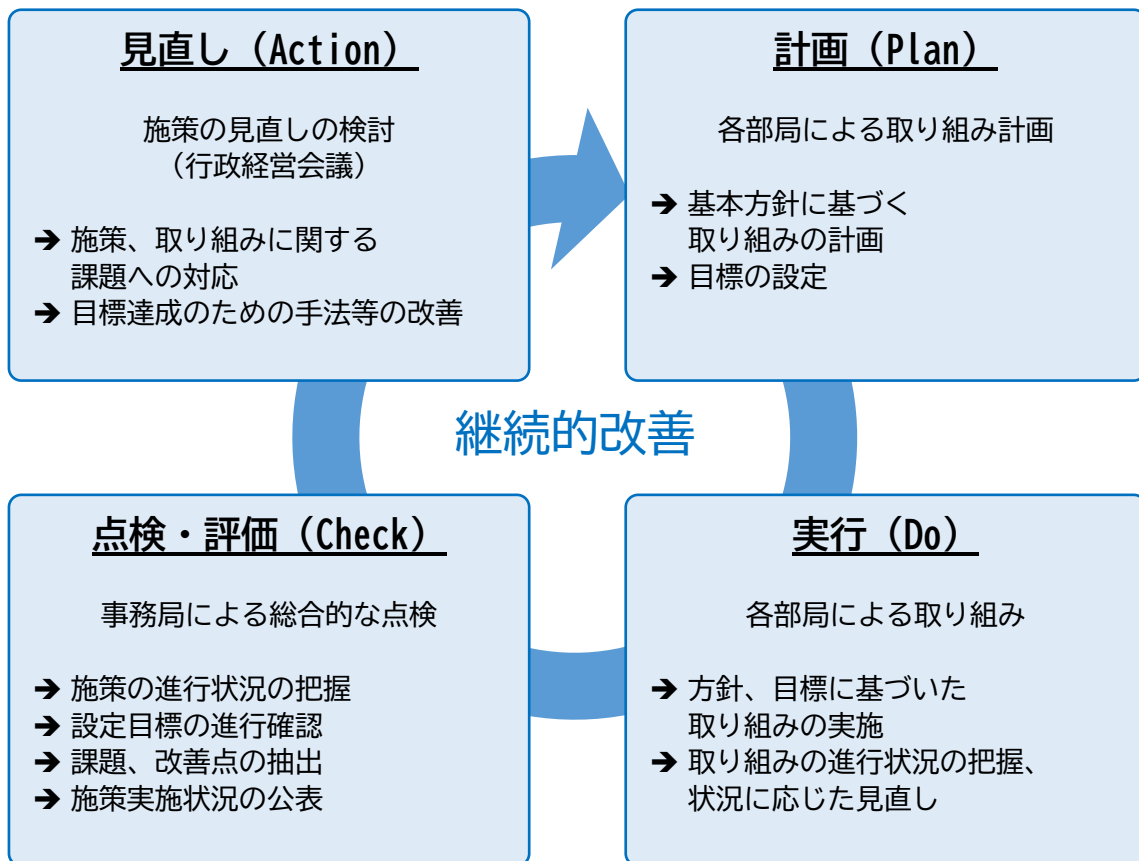 見直し（Action）
施策の見直しの検討
（行政経営会議）
➔ 施策、取り組みに関する
課題への対応
➔ 目標達成のための手法等の改善
計画（Plan）
各部局による取り組み計画
➔ 基本方針に基づく
取り組みの計画
➔ 目標の設定
継続的改善
点検・評価（Check）
事務局による総合的な点検
➔ 施策の進行状況の把握
➔ 設定目標の進行確認
➔ 課題、改善点の抽出
➔ 施策実施状況の公表
実行（Do）
各部局による取り組み
➔ 方針、目標に基づいた
取り組みの実施
➔ 取り組みの進行状況の把握、
状況に応じた見直し